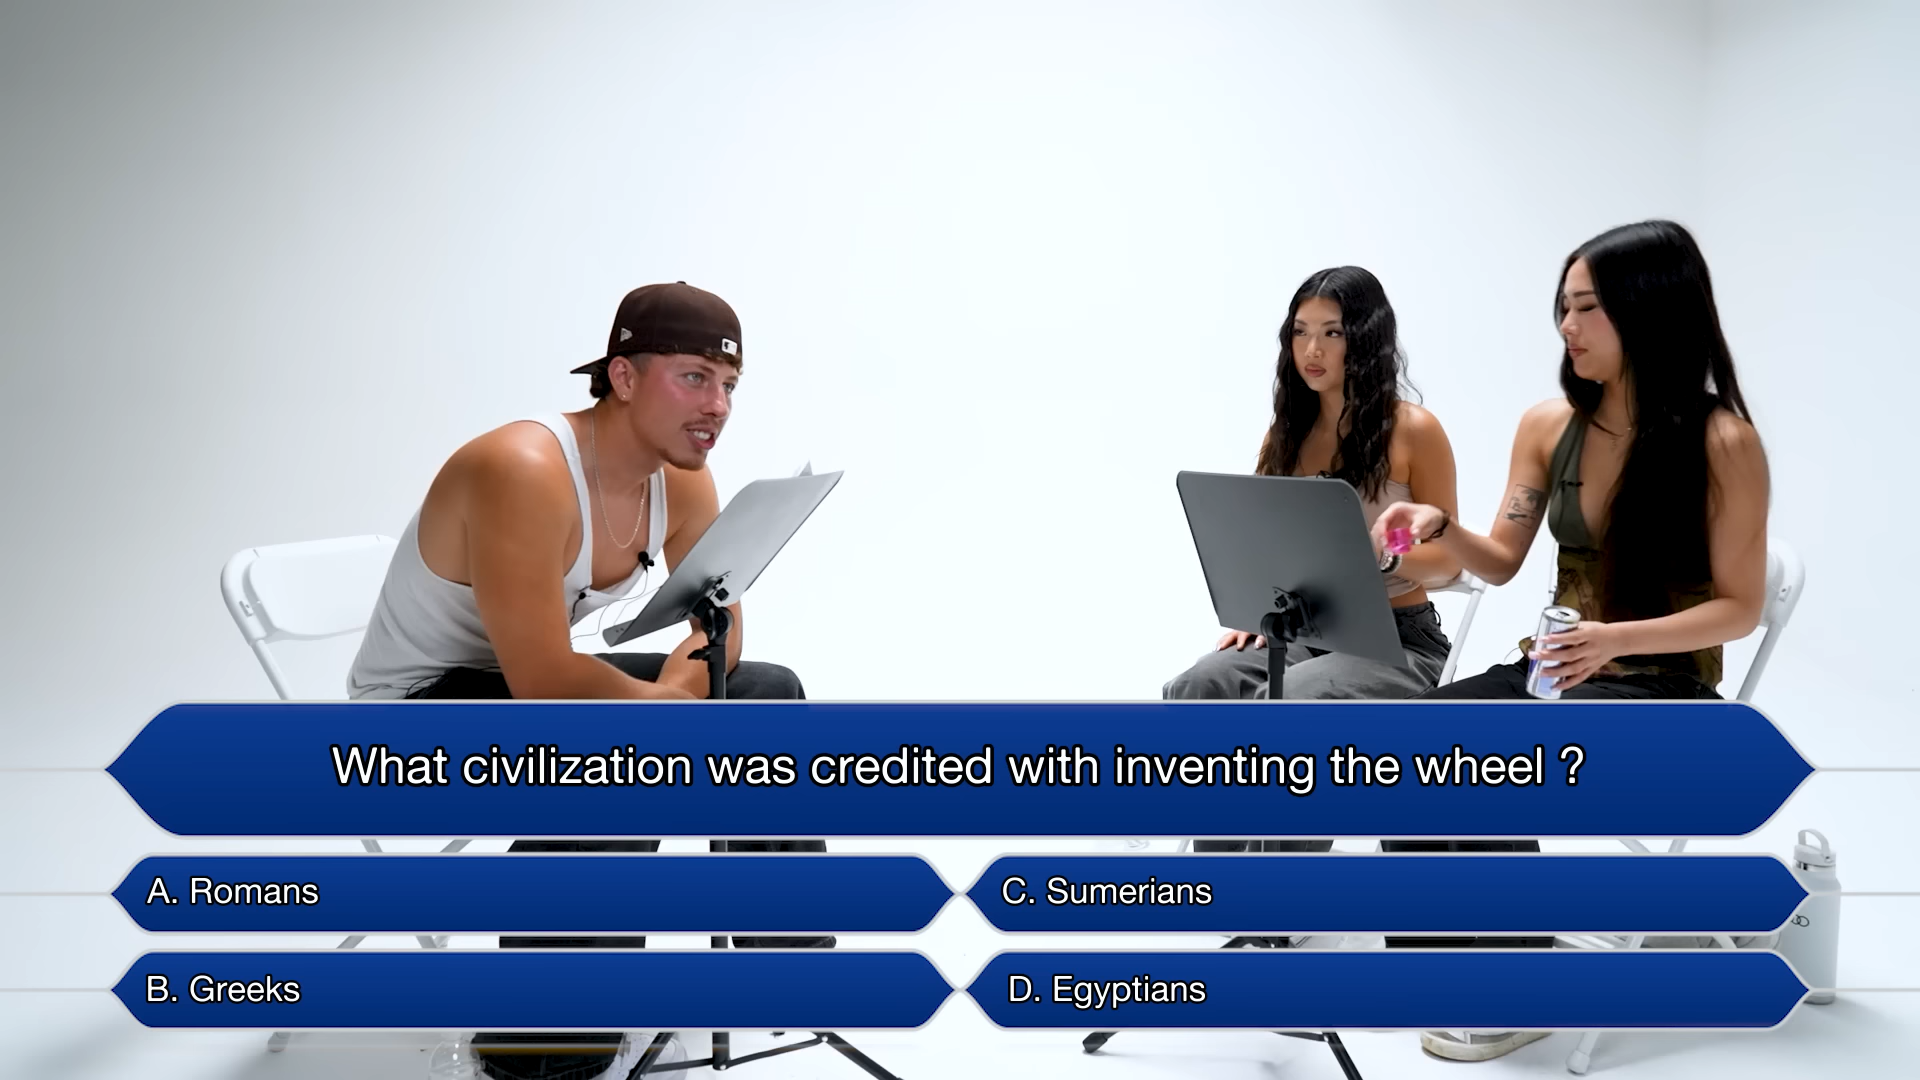 What civilization was credited with inventing the wheel ?
A. Romans
C. Sumerians
B. Greeks
D. Egyptians